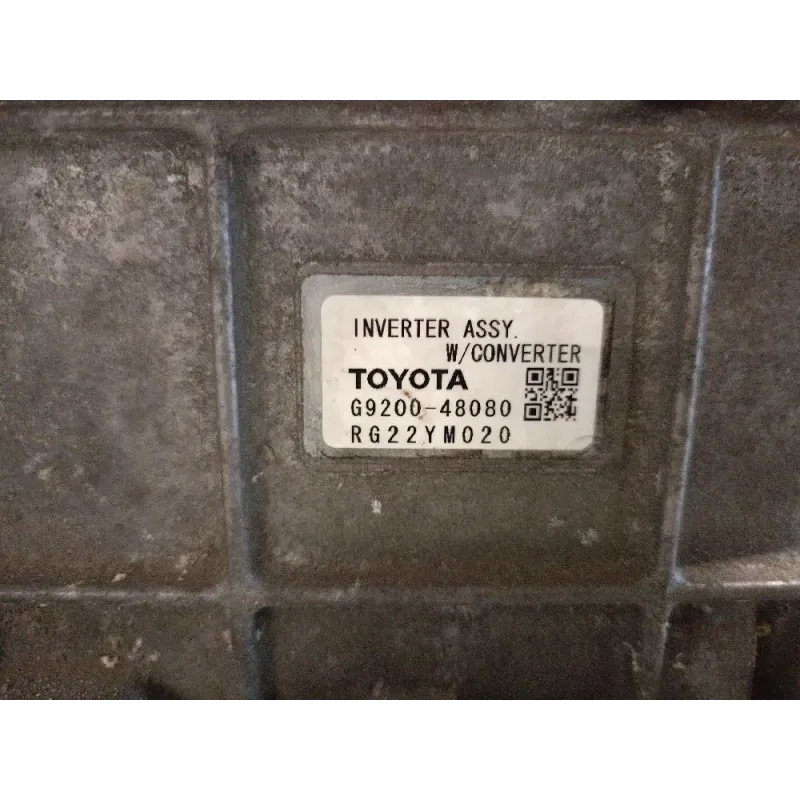 INVERTER ASSY.
W/CONVERTER
TOYOTA
G9200-48080
RG22YM020